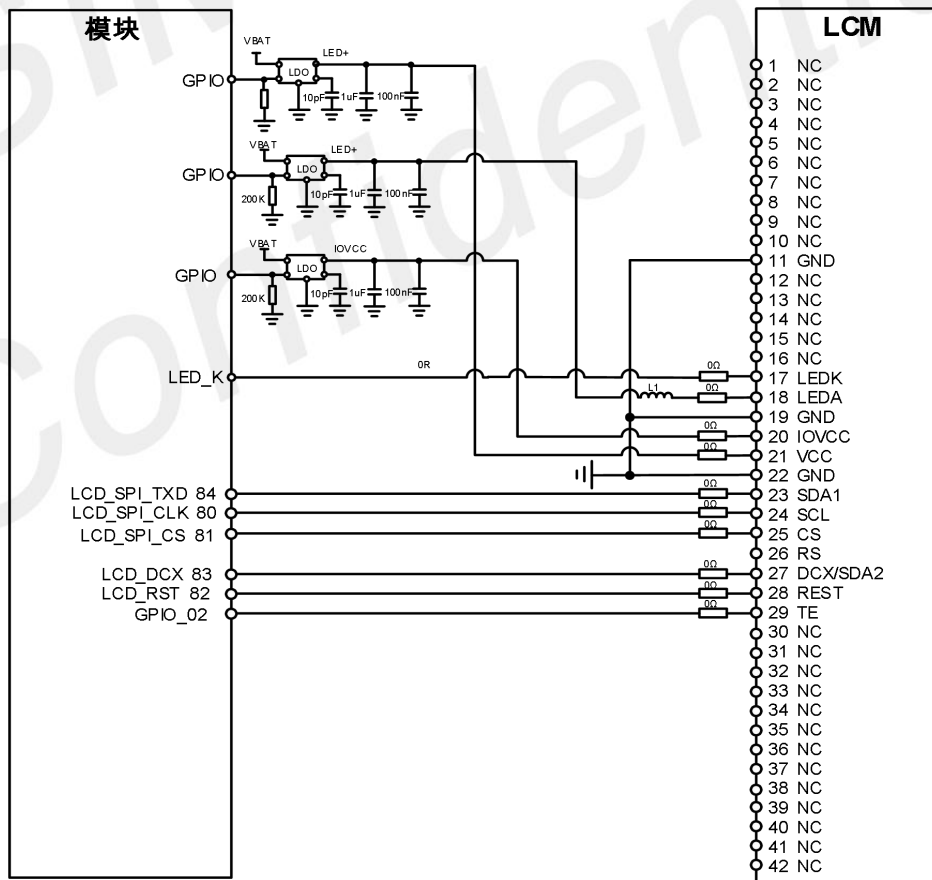 模块
LCM
VBAT
LED+
GPIO
LDO
10pF
1uF
100nF
VBAT
LED+
GPIO
LDO
200K
10pF
1uF
100nF
VBAT
IOVCC
GPIO
LDO
200K
10pF
1uF
100nF
LED_K
0R
0Ω
L1
0Ω
0Ω
0Ω
LCD_SPI_TXD 84
0Ω
LCD_SPI_CLK 80
0Ω
LCD_SPI_CS 81
0Ω
LCD_DCX 83
0Ω
LCD_RST 82
0Ω
GPIO_02
0Ω
1 NC
2 NC
3 NC
4 NC
5 NC
6 NC
7 NC
8 NC
9 NC
10 NC
11 GND
12 NC
13 NC
14 NC
15 NC
16 NC
17 LEDK
18 LEDA
19 GND
20 IOVCC
21 VCC
22 GND
23 SDA1
24 SCL
25 CS
26 RS
27 DCX/SDA2
28 REST
29 TE
30 NC
31 NC
32 NC
33 NC
34 NC
35 NC
36 NC
37 NC
38 NC
39 NC
40 NC
41 NC
42 NC